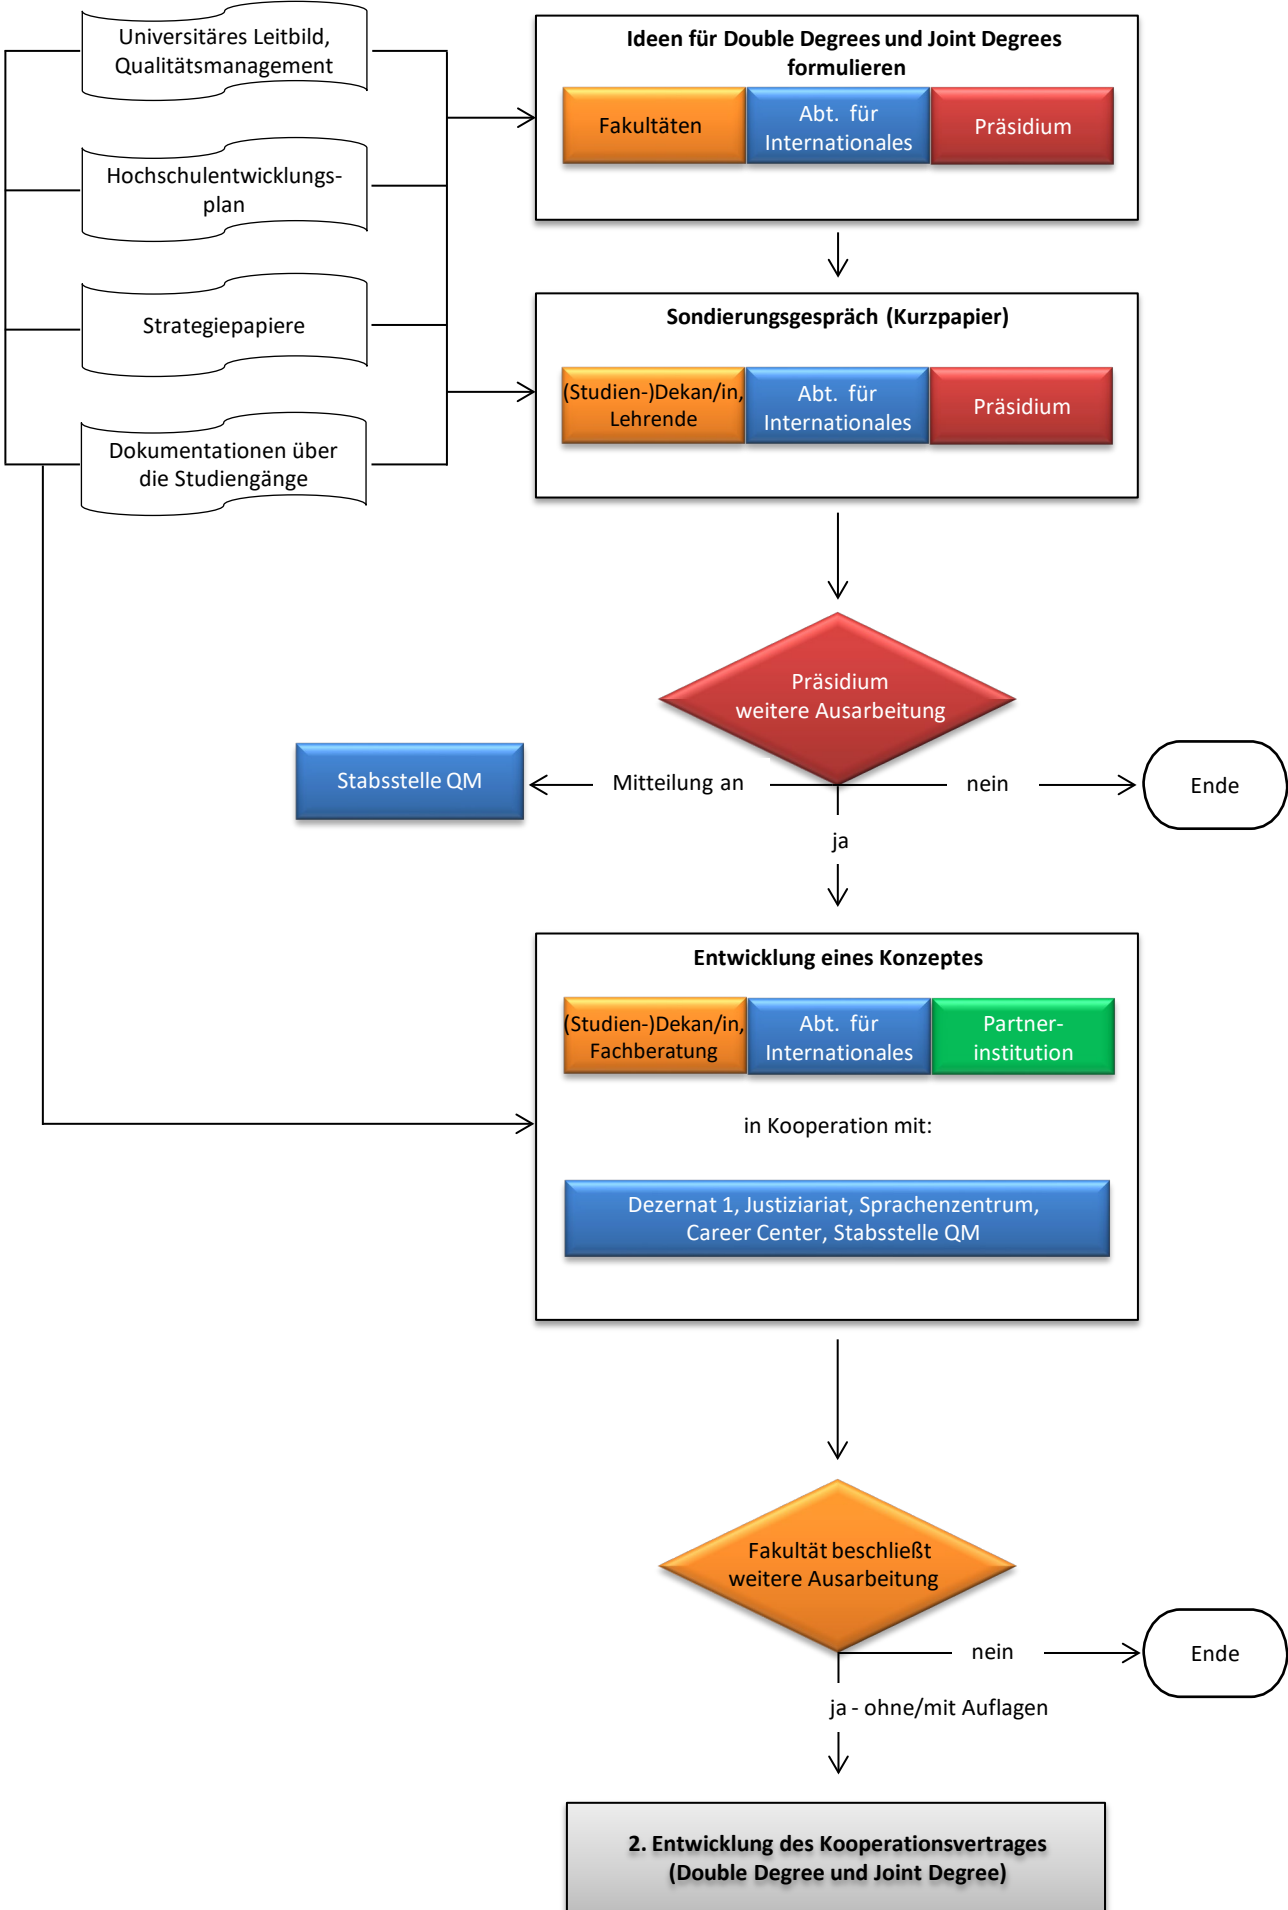 Universitäres Leitbild,
Qualitätsmanagement
Hochschulentwicklungs-
plan
Strategiepapiere
Dokumentationen über
die Studiengänge
Ideen für Double Degrees und Joint Degrees
formulieren
Fakultäten
Abt. für
Internationales
Präsidium
Sondierungsgespräch (Kurzpapier)
(Studien-)Dekan/in,
Lehrende
Abt. für
Internationales
Präsidium
Präsidium
weitere Ausarbeitung
Stabsstelle QM
Mitteilung an
nein
Ende
ja
Entwicklung eines Konzeptes
(Studien-)Dekan/in,
Fachberatung
Abt. für
Internationales
Partner-
institution
in Kooperation mit:
Dezernat 1, Justiziariat, Sprachenzentrum,
Career Center, Stabsstelle QM
Fakultät beschließt
weitere Ausarbeitung
nein
Ende
ja - ohne/mit Auflagen
2. Entwicklung des Kooperationsvertrages
(Double Degree und Joint Degree)